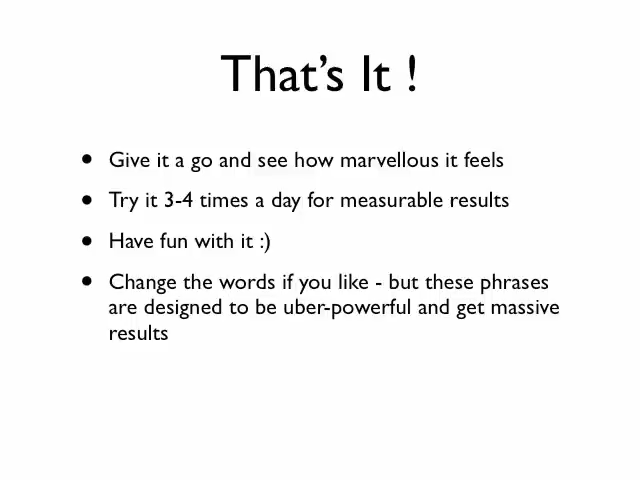 That's It !
• Give it a go and see how marvellous it feels
• Try it 3-4 times a day for measurable results
• Have fun with it :)
• Change the words if you like - but these phrases
are designed to be uber-powerful and get massive
results